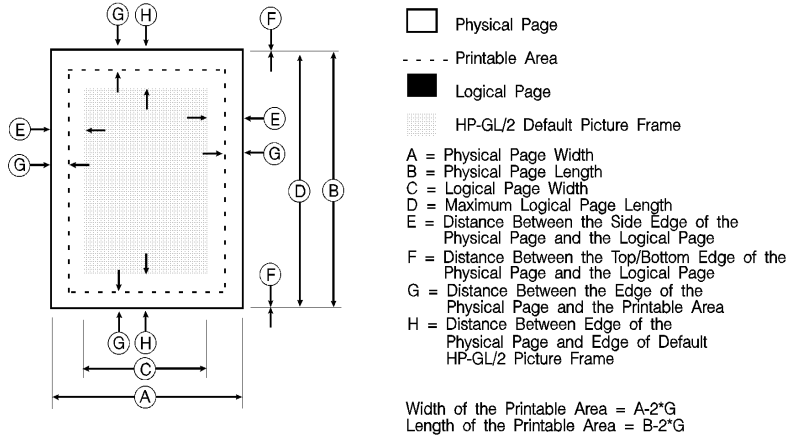 G H
F
Physical Page
Printable Area
Logical Page
HP-GL/2 Default Picture Frame
E E
G G
D B
F
G H
C
A
A = Physical Page Width
B = Physical Page Length
C = Logical Page Width
D = Maximum Logical Page Length
E = Distance Between the Side Edge of the
Physical Page and the Logical Page
F = Distance Between the Top/Bottom Edge of the
Physical Page and the Logical Page
G = Distance Between the Edge of the
Physical Page and the Printable Area
H = Distance Between Edge of the
Physical Page and Edge of Default
HP-GL/2 Picture Frame
Width of the Printable Area = A-2*G
Length of the Printable Area = B-2*G